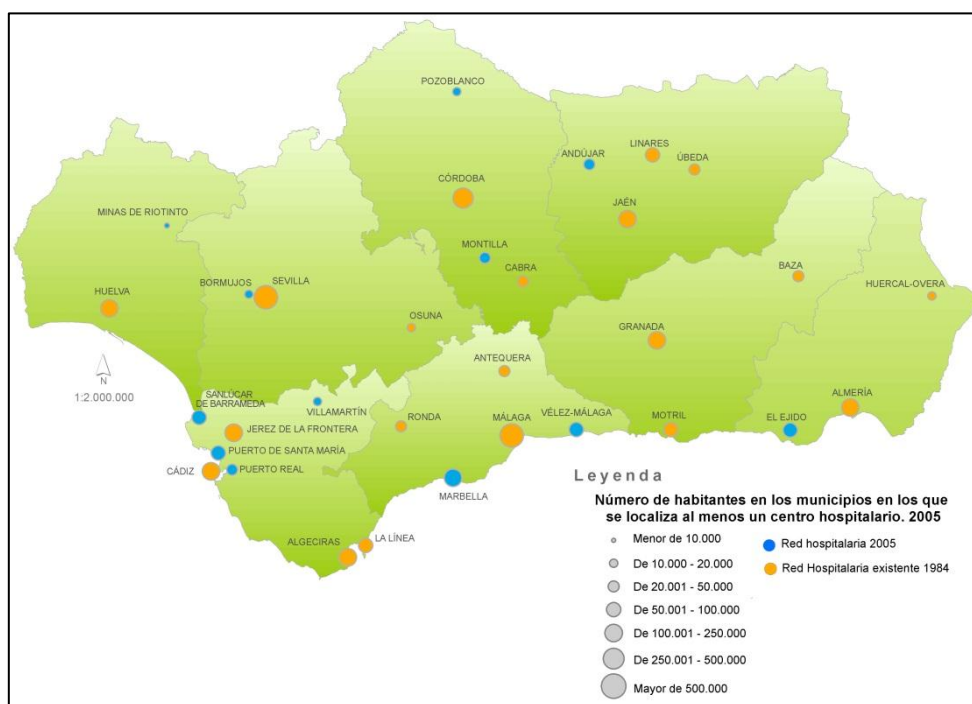 POZOBLANCO
ANDÚJAR
LINARES
ÚBEDA
CÓRDOBA
JAÉN
MINAS DE RIOTINTO
MONTILLA
CABRA
BAZA
HUERCAL-OVERA
BORMUJOS
SEVILLA
HUELVA
OSUNA
GRANADA
N
1:2.000.000
ANTEQUERA
SANLÚCAR
DE BARRAMEDA
VILLAMARTÍN
RONDA
MÁLAGA
VÉLEZ-MÁLAGA
MOTRIL
EL EJIDO
ALMERÍA
JEREZ DE LA FRONTERA
PUERTO DE SANTA MARÍA
CÁDIZ
PUERTO REAL
MARBELLA
ALGECIRAS
LA LÍNEA
Leyenda
Número de habitantes en los municipios en los que
se localiza al menos un centro hospitalario. 2005
Menor de 10.000
De 10.000 - 20.000
De 20.001 - 50.000
De 50.001 - 100.000
De 100.001 - 250.000
De 250.001 - 500.000
Mayor de 500.000
Red hospitalaria 2005
Red Hospitalaria existente 1984